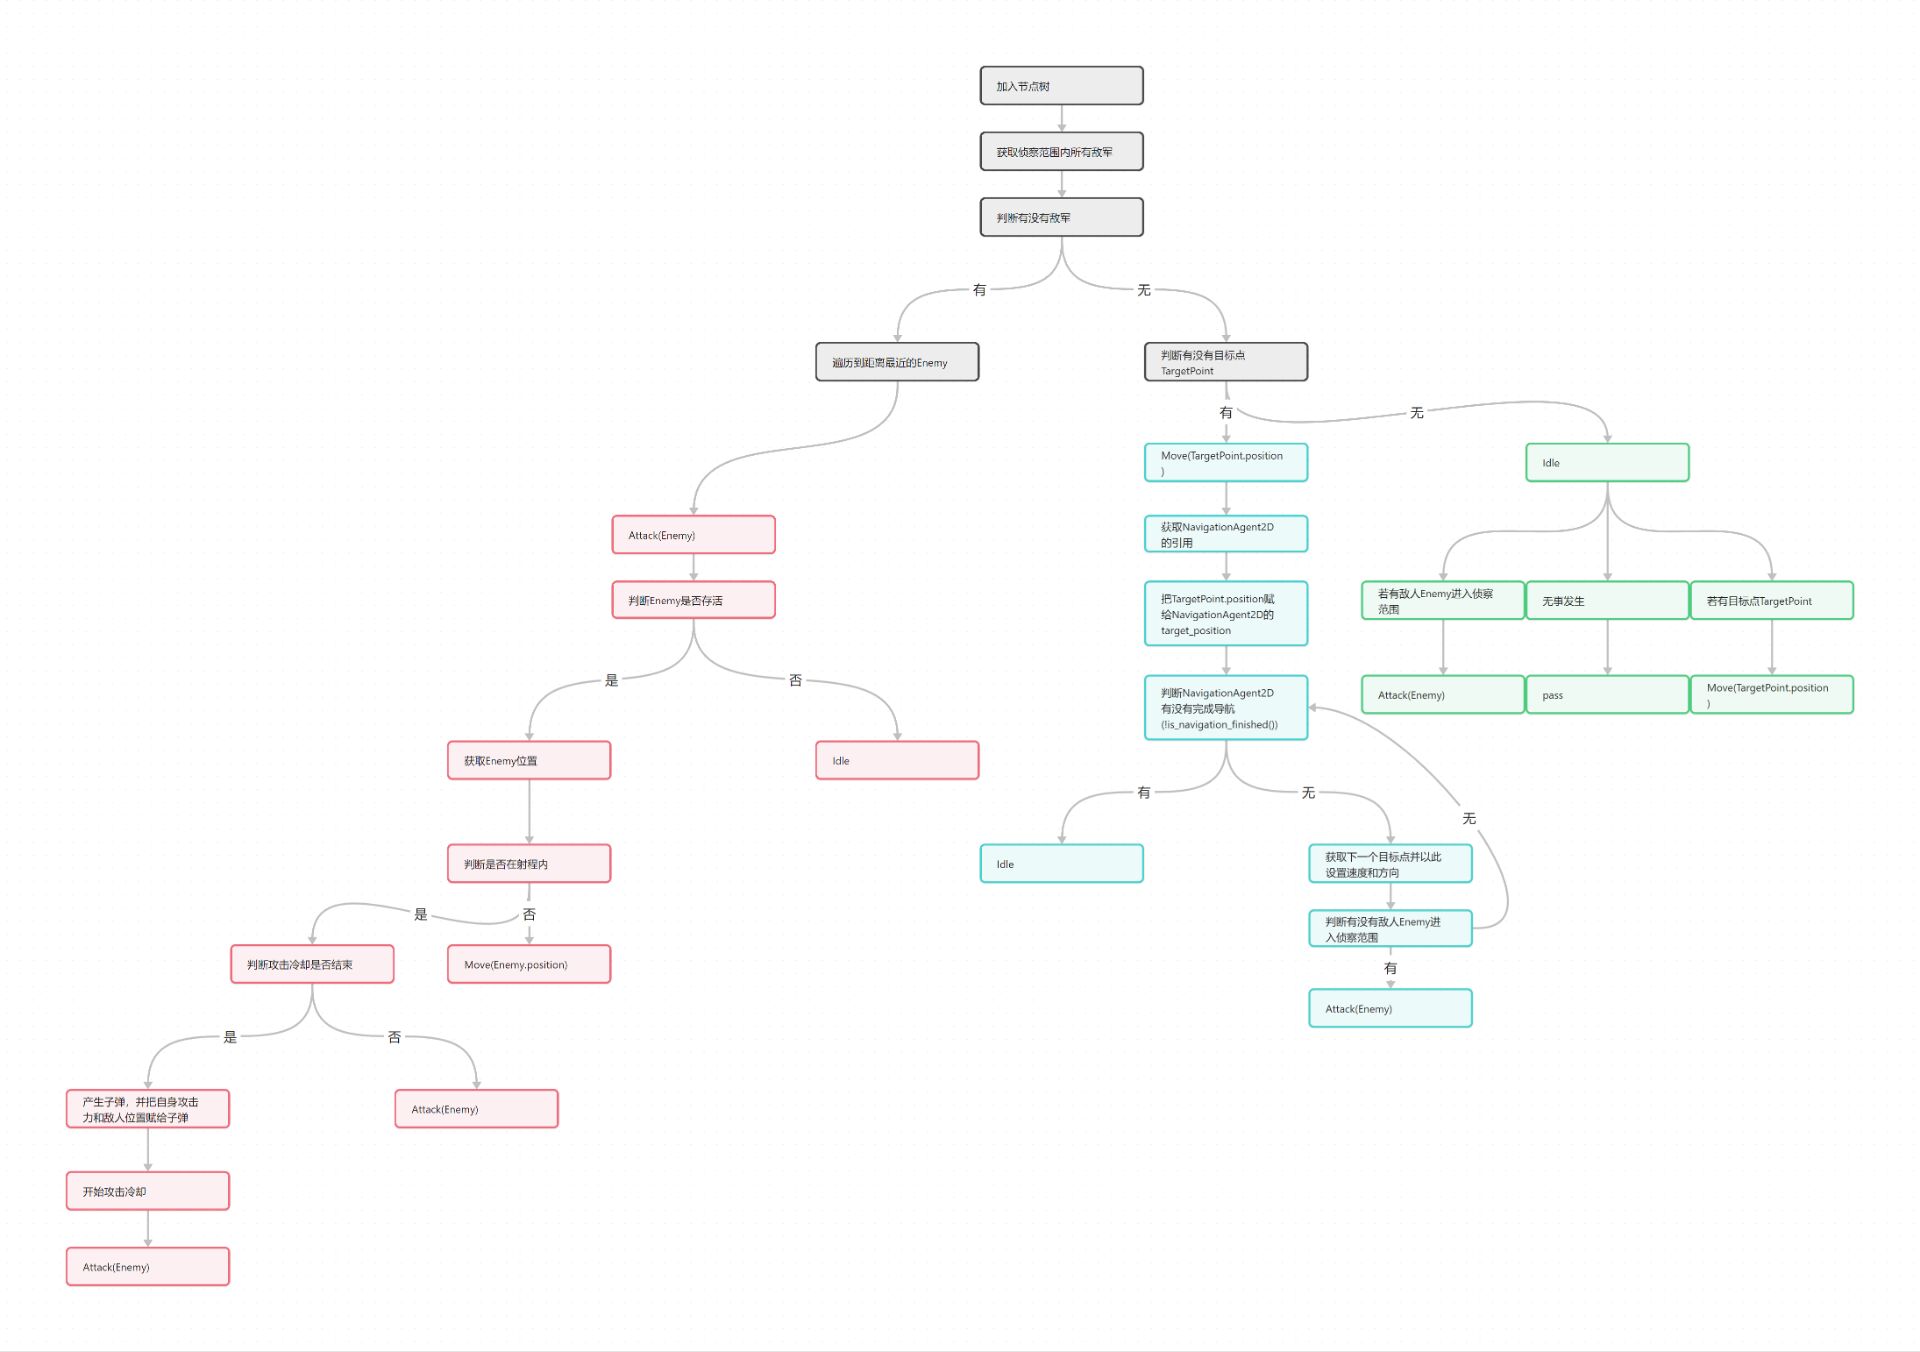 加入节点树
获取侦察范围内所有敌军
判断有没有敌军
有
无
遍历到距离最近的Enemy
判断有没有目标点
TargetPoint
有
无
Move(TargetPoint.position
)
Idle
Attack(Enemy)
获取NavigationAgent2D
的引用
判断Enemy是否存活
把TargetPoint.position赋
给NavigationAgent2D的
target_position
若有敌人Enemy进入侦察
范围
无事发生
若有目标点TargetPoint
是
否
判断NavigationAgent2D
有没有完成导航
(!is_navigation_finished())
Attack(Enemy)
pass
Move(TargetPoint.position
)
获取Enemy位置
Idle
有
无
无
判断是否在射程内
Idle
获取下一个目标点并以此
设置速度和方向
是
否
判断有没有敌人Enemy进
入侦察范围
判断攻击冷却是否结束
Move(Enemy.position)
有
Attack(Enemy)
是
否
产生子弹，并把自身攻击
力和敌人位置赋给子弹
Attack(Enemy)
开始攻击冷却
Attack(Enemy)